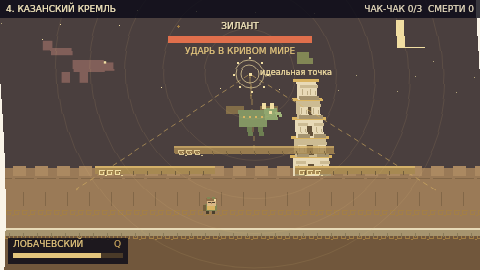 4. КАЗАНСКИЙ КРЕМЛЬ
ЧАК-ЧАК 0/3 СМЕРТИ 0
ЗИЛАНТ
УДАРЬ В КРИВОМ МИРЕ
идеальная точка
ЛОБАЧЕВСКИЙ Q